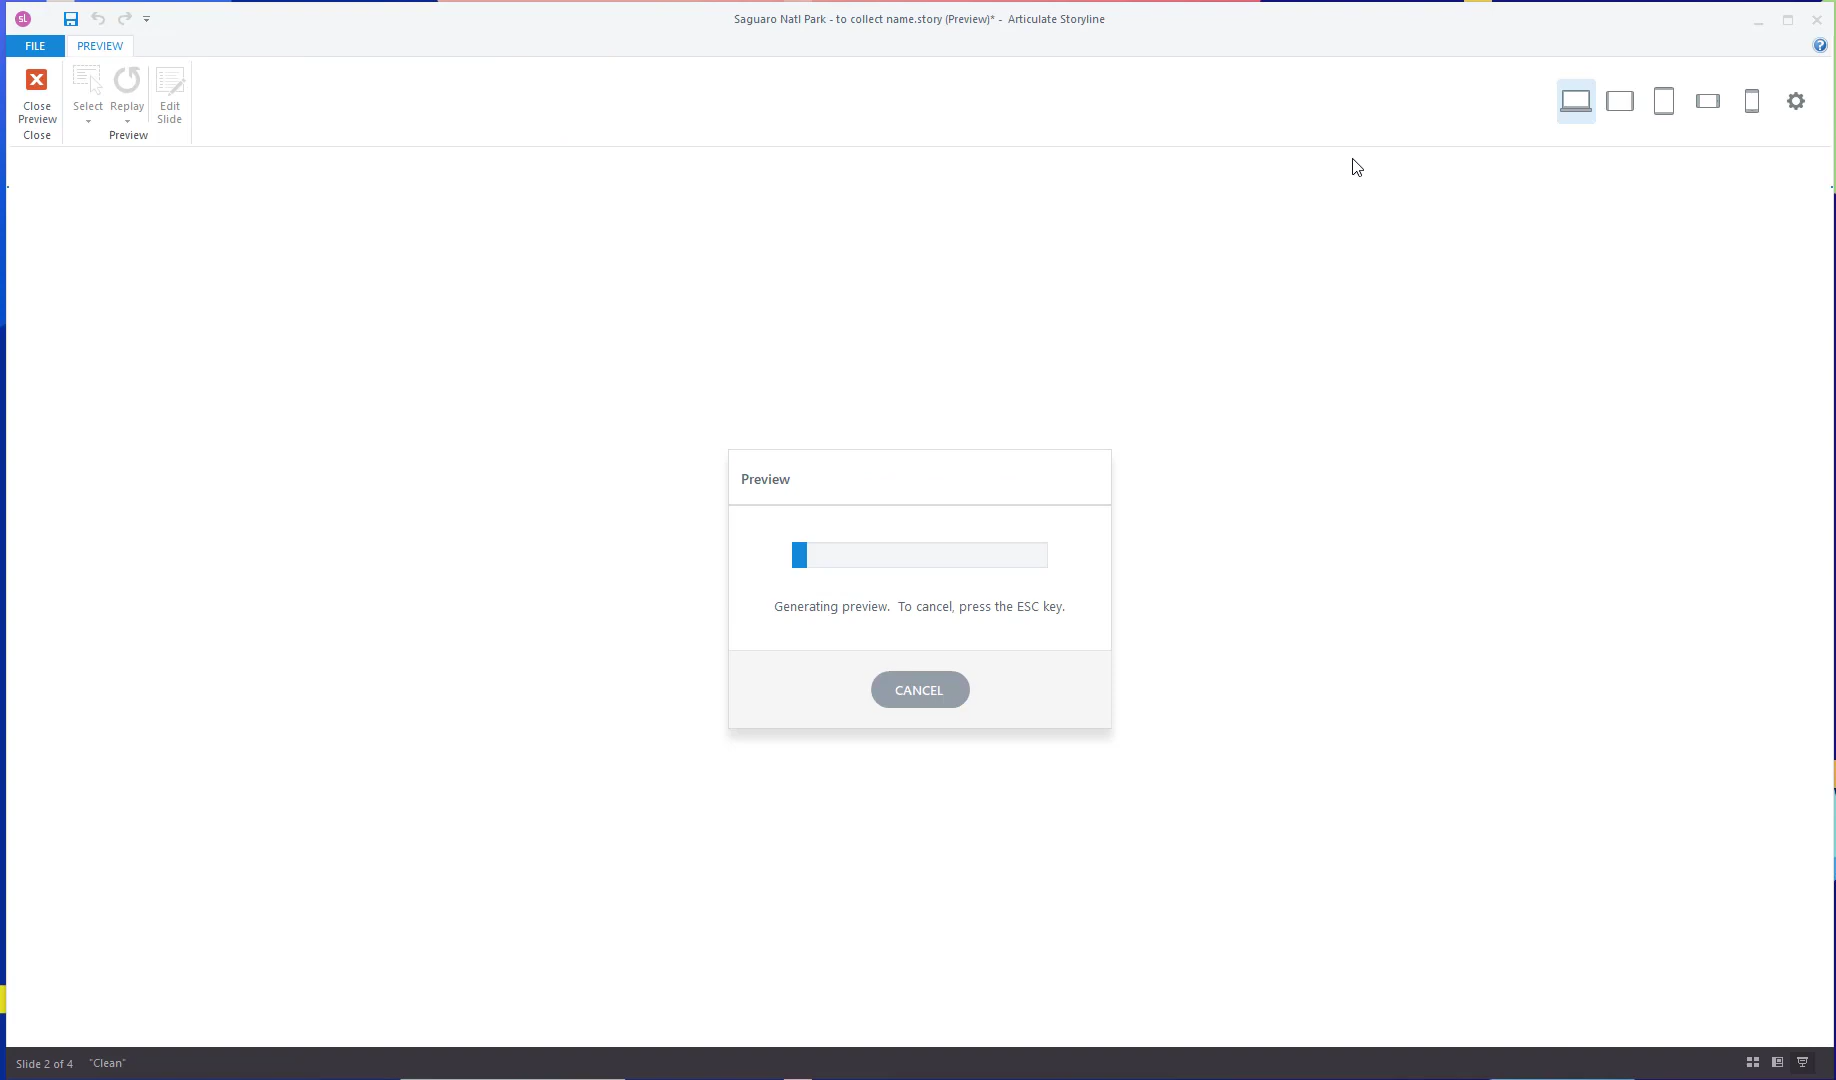 SL
Saguaro Natl Park - to collect name.story (Preview)* - Articulate Storyline
FILE
PREVIEW
?
Close Preview
Select
Replay
Edit Slide
Close
Preview
Preview
Generating preview. To cancel, press the ESC key.
CANCEL
Slide 2 of 4
"Clean"